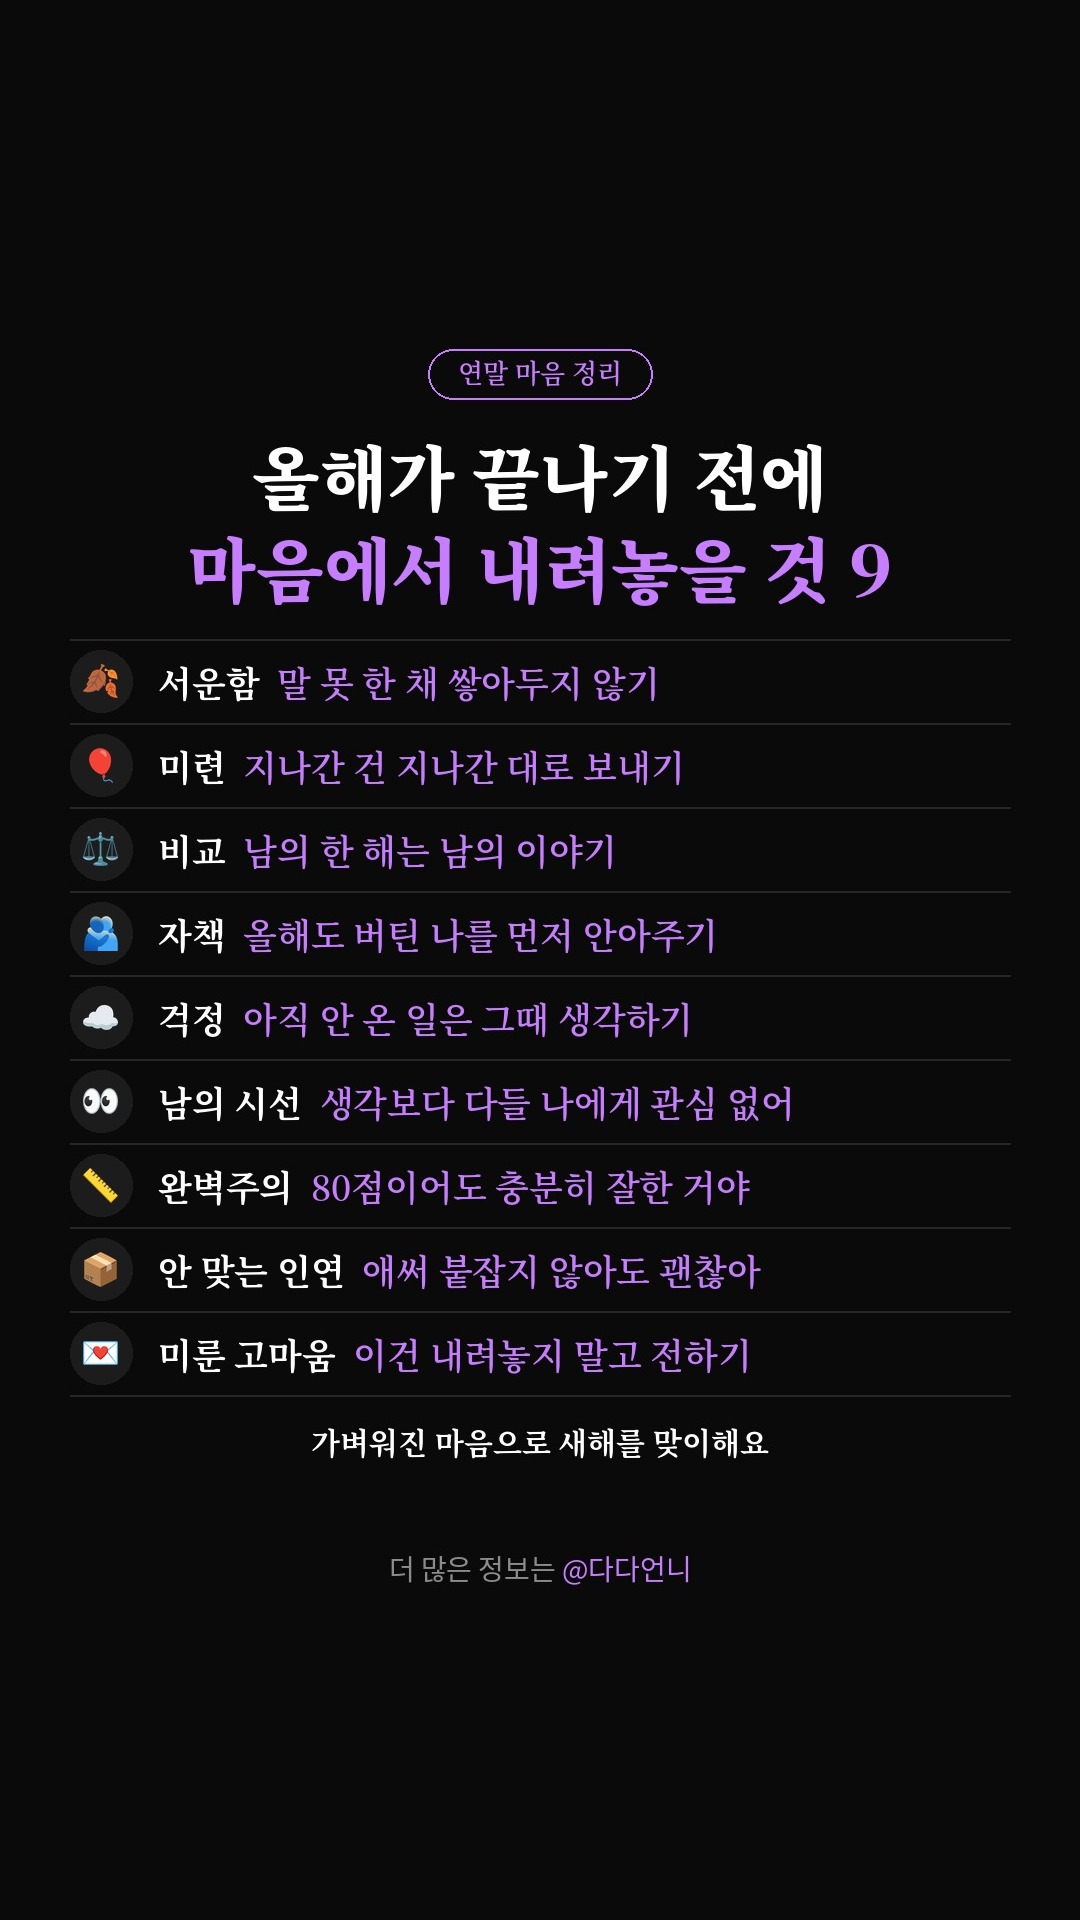 연말 마음 정리
올해가 끝나기 전에
마음에서 내려놓을 것 9
서운함 말 못 한 채 쌓아두지 않기
미련 지나간 건 지나간 대로 보내기
비교 남의 한 해는 남의 이야기
자책 올해도 버틴 나를 먼저 안아주기
걱정 아직 안 온 일은 그때 생각하기
남의 시선 생각보다 다들 나에게 관심 없어
완벽주의 80점이어도 충분히 잘한 거야
안 맞는 인연 애써 붙잡지 않아도 괜찮아
미룬 고마움 이건 내려놓지 말고 전하기
가벼워진 마음으로 새해를 맞이해요
더 많은 정보는 @다다언니